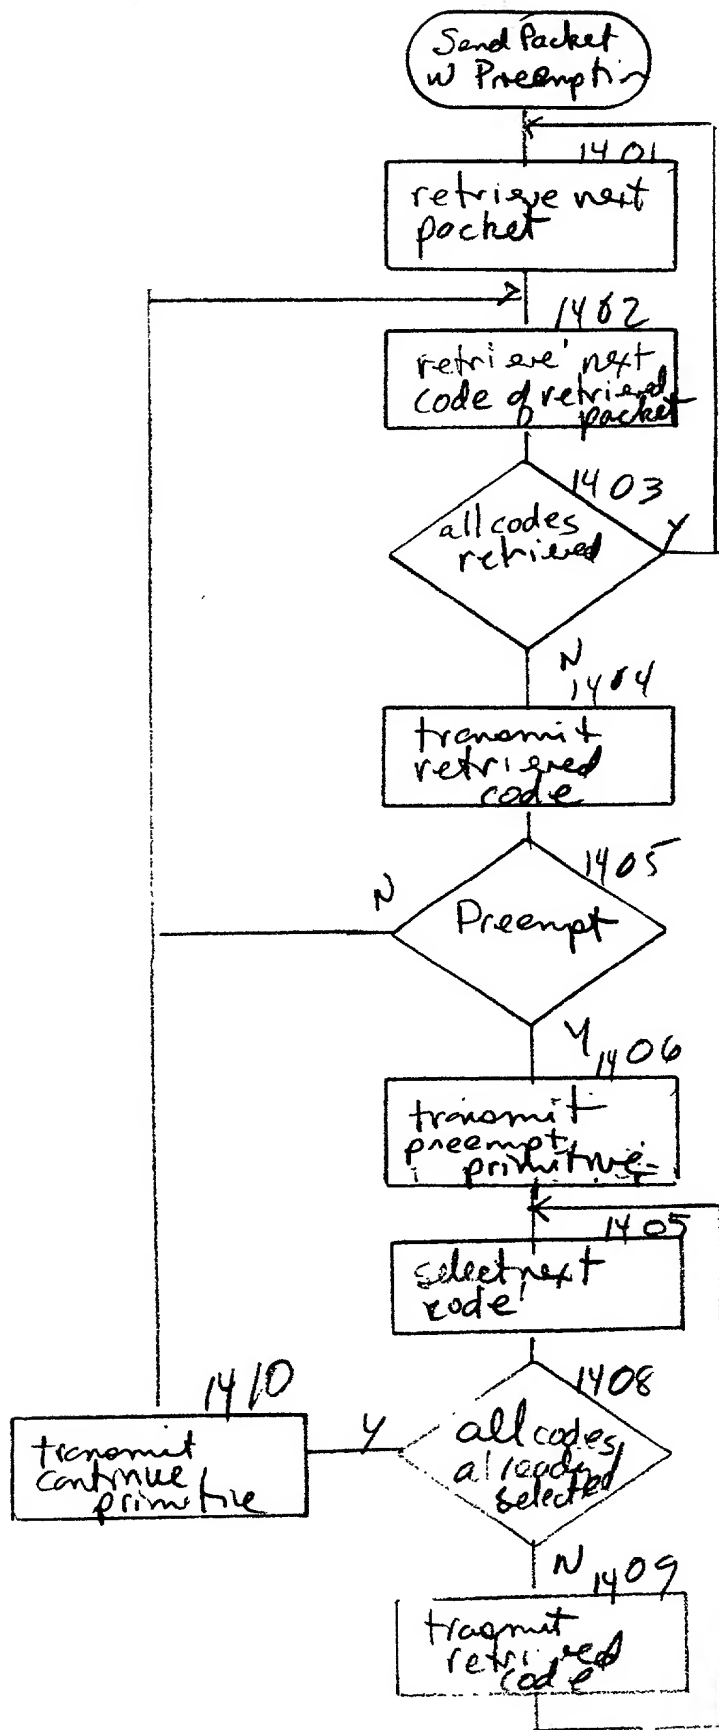 Send Packet
w Preemption
1401
retrieve next
packet
1402
retrieve next
code of retrieved
packet
1403
all codes
retrieved
Y
N
1404
transmit
retrieved
code
1405
N
Preempt
Y
1406
transmit
preempt
primitive
1405
select next
code
1410
1408
transmit
continue
primitive
Y
all codes
already
selected
N
1409
trasmit
retrieved
code